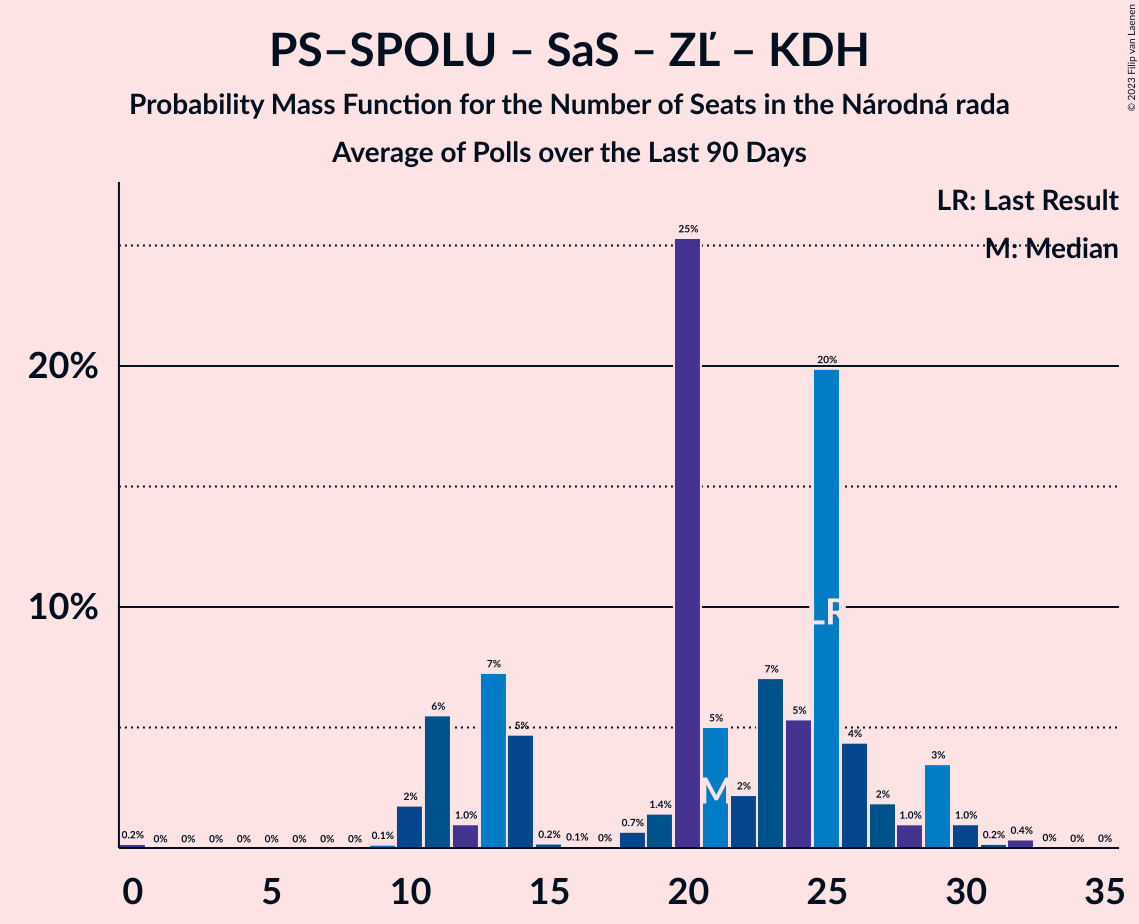 PS–SPOLU – SaS – ZĽ – KDH
Probability Mass Function for the Number of Seats in the Národná rada
Average of Polls over the Last 90 Days
© 2023 Filip van Laenen
LR: Last Result
M: Median
20%
10%
0.2% 0% 0% 0% 0% 0% 0% 0% 0% 0.1% 2% 6% 1.0% 7% 5% 0.2% 0.1% 0% 0.7% 1.4% 25% 5% 2% 7% 5% 20% 4% 2% 1.0% 3% 1.0% 0.2% 0.4% 0% 0% 0%
LR
M
0 5 10 15 20 25 30 35